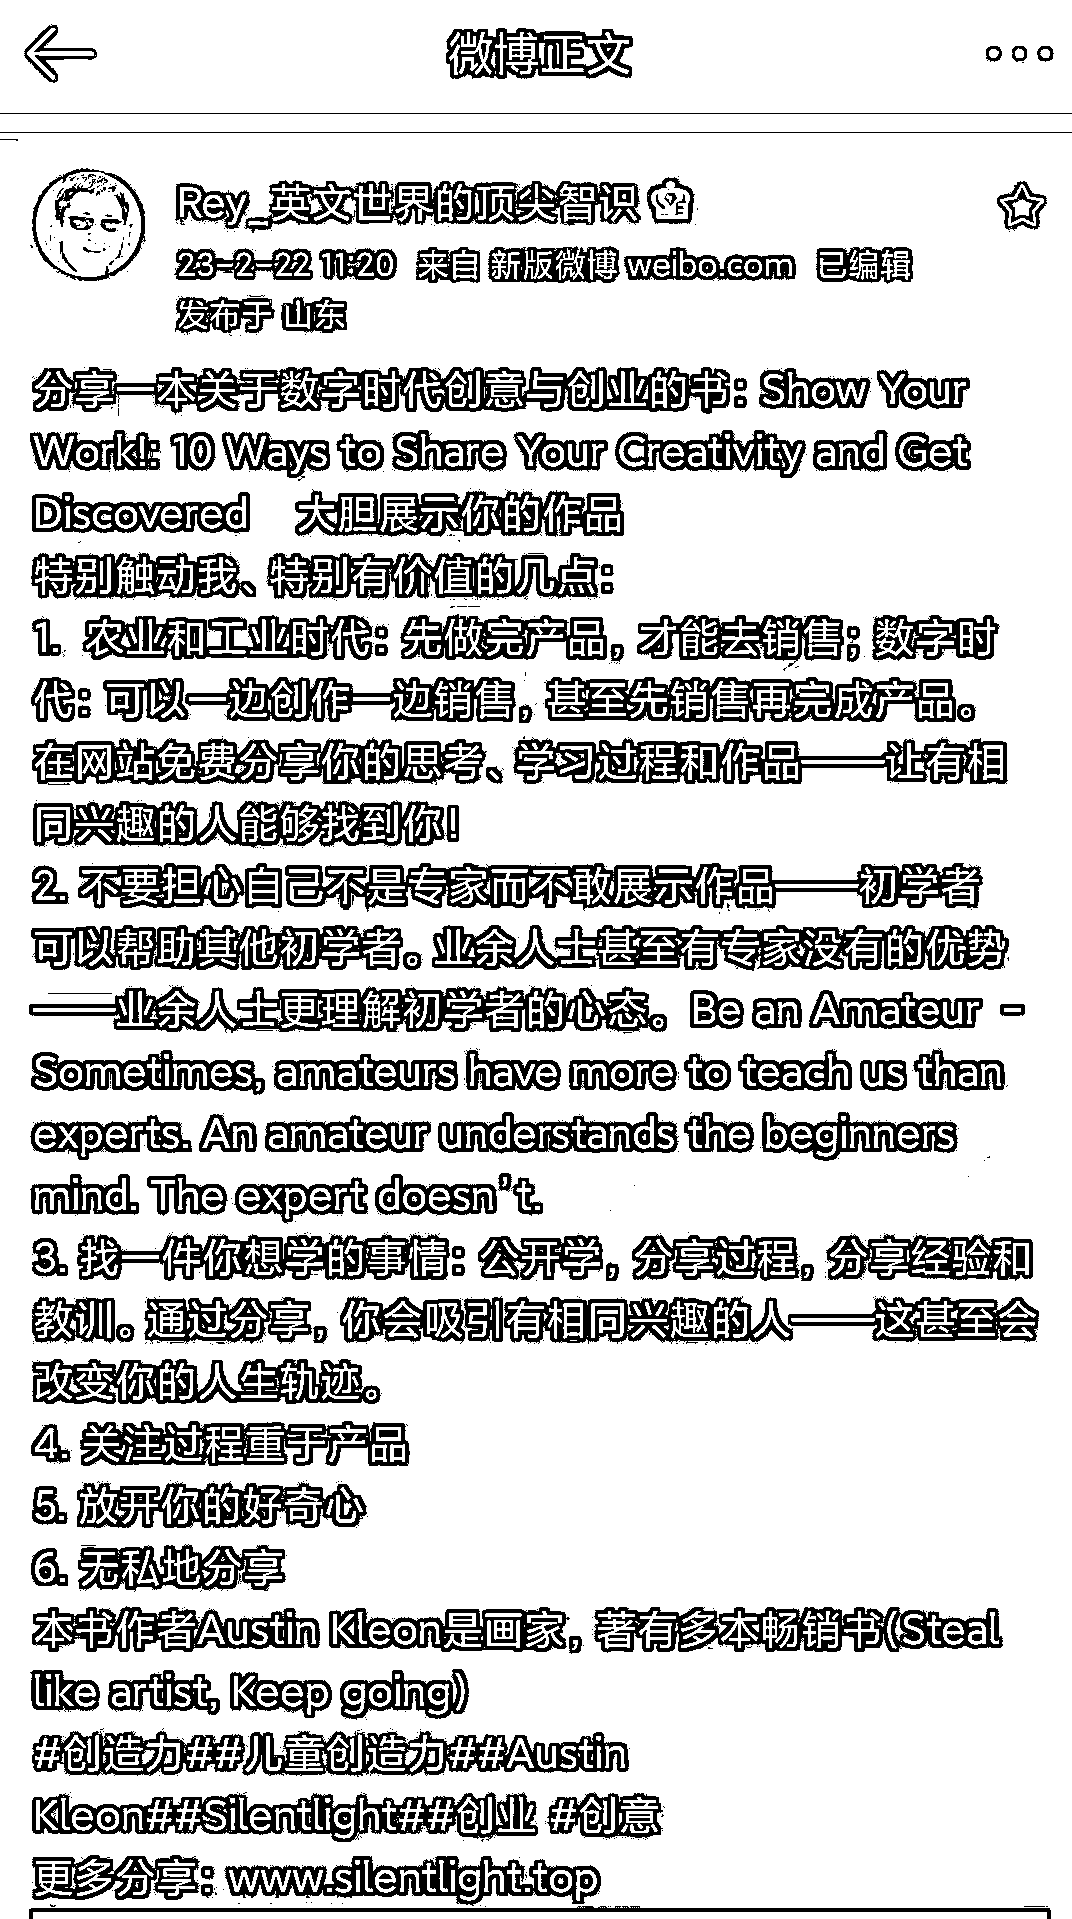 微博正文
Rey_英文世界的顶尖智识
23-2-22 11:20 来自 新版微博 weibo.com 已编辑
发布于 山东
分享一本关于数字时代创意与创业的书：Show Your
Work!: 10 Ways to Share Your Creativity and Get
Discovered 大胆展示你的作品
特别触动我、特别有价值的几点：
1. 农业和工业时代：先做完产品，才能去销售；数字时
代：可以一边创作一边销售，甚至先销售再完成产品。
在网站免费分享你的思考、学习过程和作品——让有相
同兴趣的人能够找到你！
2. 不要担心自己不是专家而不敢展示作品——初学者
可以帮助其他初学者。业余人士甚至有专家没有的优势
——业余人士更理解初学者的心态。Be an Amateur -
Sometimes, amateurs have more to teach us than
experts. An amateur understands the beginners
mind. The expert doesn’t.
3. 找一件你想学的事情：公开学，分享过程，分享经验和
教训。通过分享，你会吸引有相同兴趣的人——这甚至会
改变你的人生轨迹。
4. 关注过程重于产品
5. 放开你的好奇心
6. 无私地分享
本书作者Austin Kleon是画家，著有多本畅销书(Steal
like artist, Keep going)
#创造力##儿童创造力##Austin
Kleon##Silentlight##创业 #创意
更多分享：www.silentlight.top